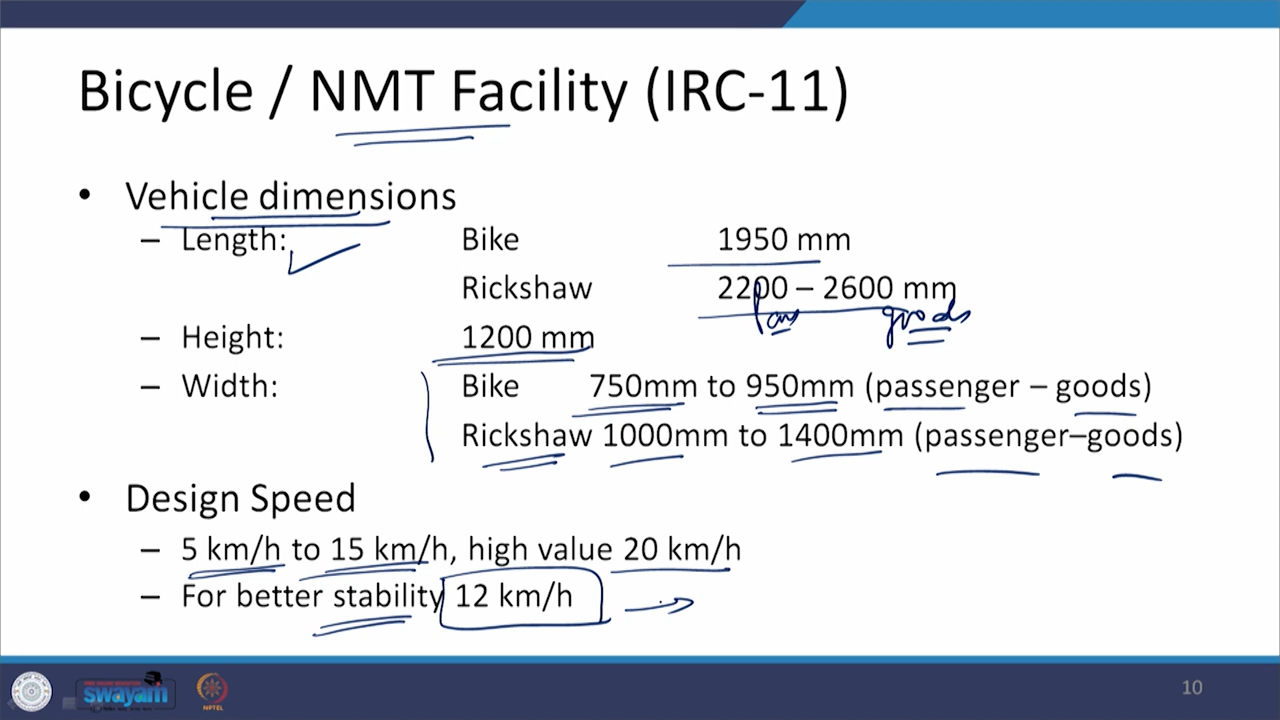 Bicycle / NMT Facility (IRC-11)
• Vehicle dimensions
– Length: Bike 1950 mm
Rickshaw 2200 – 2600 mm
pas goods
– Height: 1200 mm
– Width: Bike 750mm to 950mm (passenger – goods)
Rickshaw 1000mm to 1400mm (passenger–goods)
• Design Speed
– 5 km/h to 15 km/h, high value 20 km/h
– For better stability 12 km/h
swayam
NPTEL
10